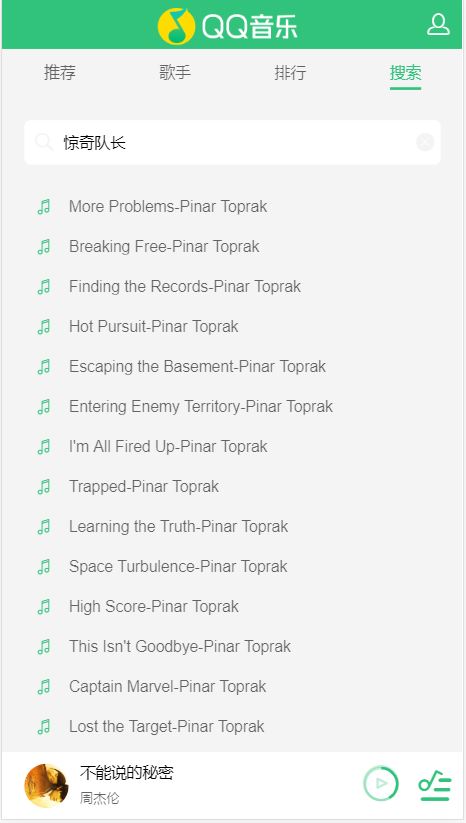 QQ音乐
推荐 歌手 排行 搜索
惊奇队长
More Problems-Pinar Toprak
Breaking Free-Pinar Toprak
Finding the Records-Pinar Toprak
Hot Pursuit-Pinar Toprak
Escaping the Basement-Pinar Toprak
Entering Enemy Territory-Pinar Toprak
I'm All Fired Up-Pinar Toprak
Trapped-Pinar Toprak
Learning the Truth-Pinar Toprak
Space Turbulence-Pinar Toprak
High Score-Pinar Toprak
This Isn't Goodbye-Pinar Toprak
Captain Marvel-Pinar Toprak
Lost the Target-Pinar Toprak
不能说的秘密
周杰伦